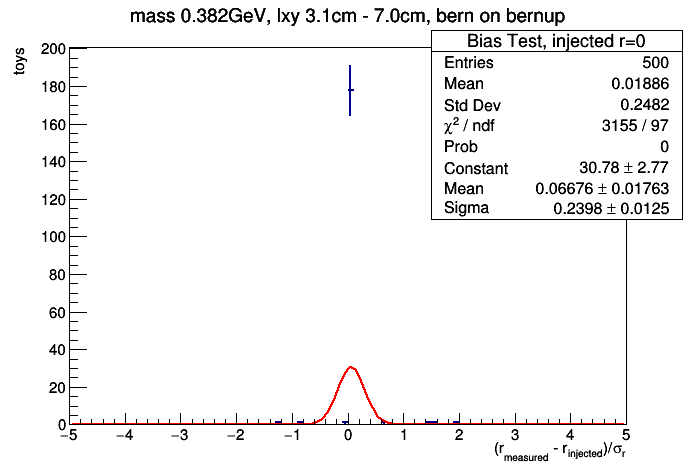 mass 0.382GeV, lxy 3.1cm - 7.0cm, bern on bernup
Bias Test, injected r=0
Entries 500
Mean 0.01886
Std Dev 0.2482
χ² / ndf 3155 / 97
Prob 0
Constant 30.78 ± 2.77
Mean 0.06676 ± 0.01763
Sigma 0.2398 ± 0.0125
toys
200
180
160
140
120
100
80
60
40
20
0
−5 −4 −3 −2 −1 0 1 2 3 4 5
(r_measured - r_injected)/σ_r